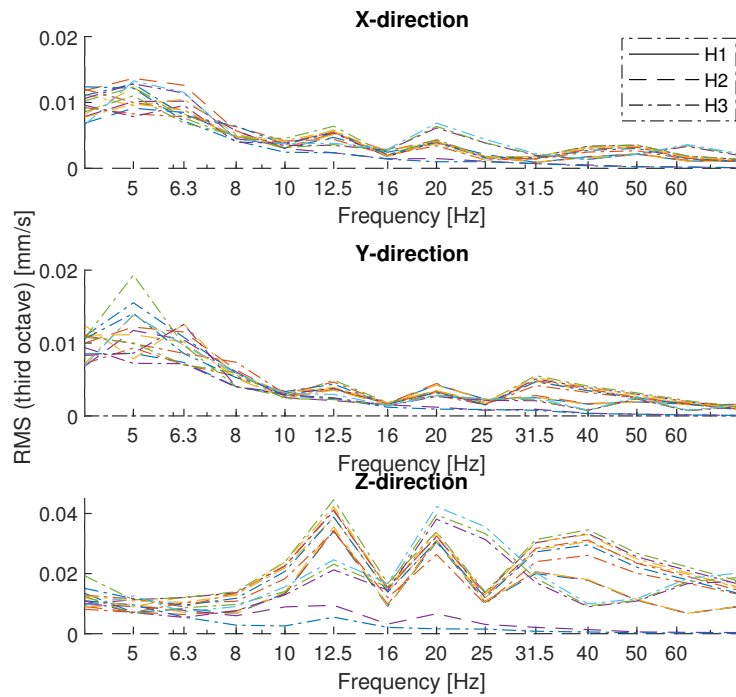 X-direction
0.02
0.01
0
5 6.3 8 10 12.5 16 20 25 31.5 40 50 60
Frequency [Hz]
H1
H2
H3
Y-direction
0.02
0.01
0
5 6.3 8 10 12.5 16 20 25 31.5 40 50 60
Frequency [Hz]
RMS (third octave) [mm/s]
Z-direction
0.04
0.02
0
5 6.3 8 10 12.5 16 20 25 31.5 40 50 60
Frequency [Hz]